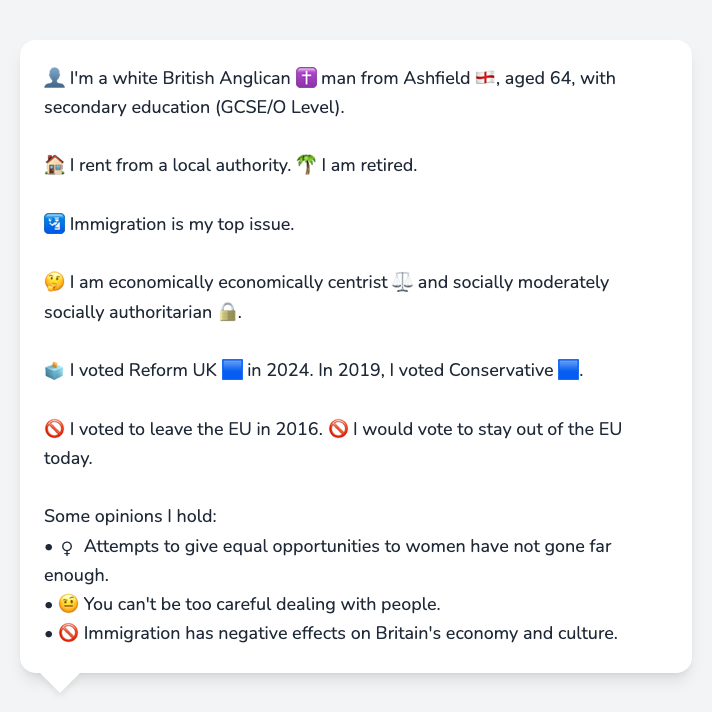 👤 I'm a white British Anglican ✝️ man from Ashfield 🏴󠁧󠁢󠁥󠁮󠁧󠁿, aged 64, with
secondary education (GCSE/O Level).
🏠 I rent from a local authority. 🌴 I am retired.
🛂 Immigration is my top issue.
🤔 I am economically economically centrist ⚖️ and socially moderately
socially authoritarian 🔒.
🗳️ I voted Reform UK 🟦 in 2024. In 2019, I voted Conservative 🟦.
🚫 I voted to leave the EU in 2016. 🚫 I would vote to stay out of the EU
today.
Some opinions I hold:
• ♀ Attempts to give equal opportunities to women have not gone far
enough.
• 🤨 You can't be too careful dealing with people.
• 🚫 Immigration has negative effects on Britain's economy and culture.